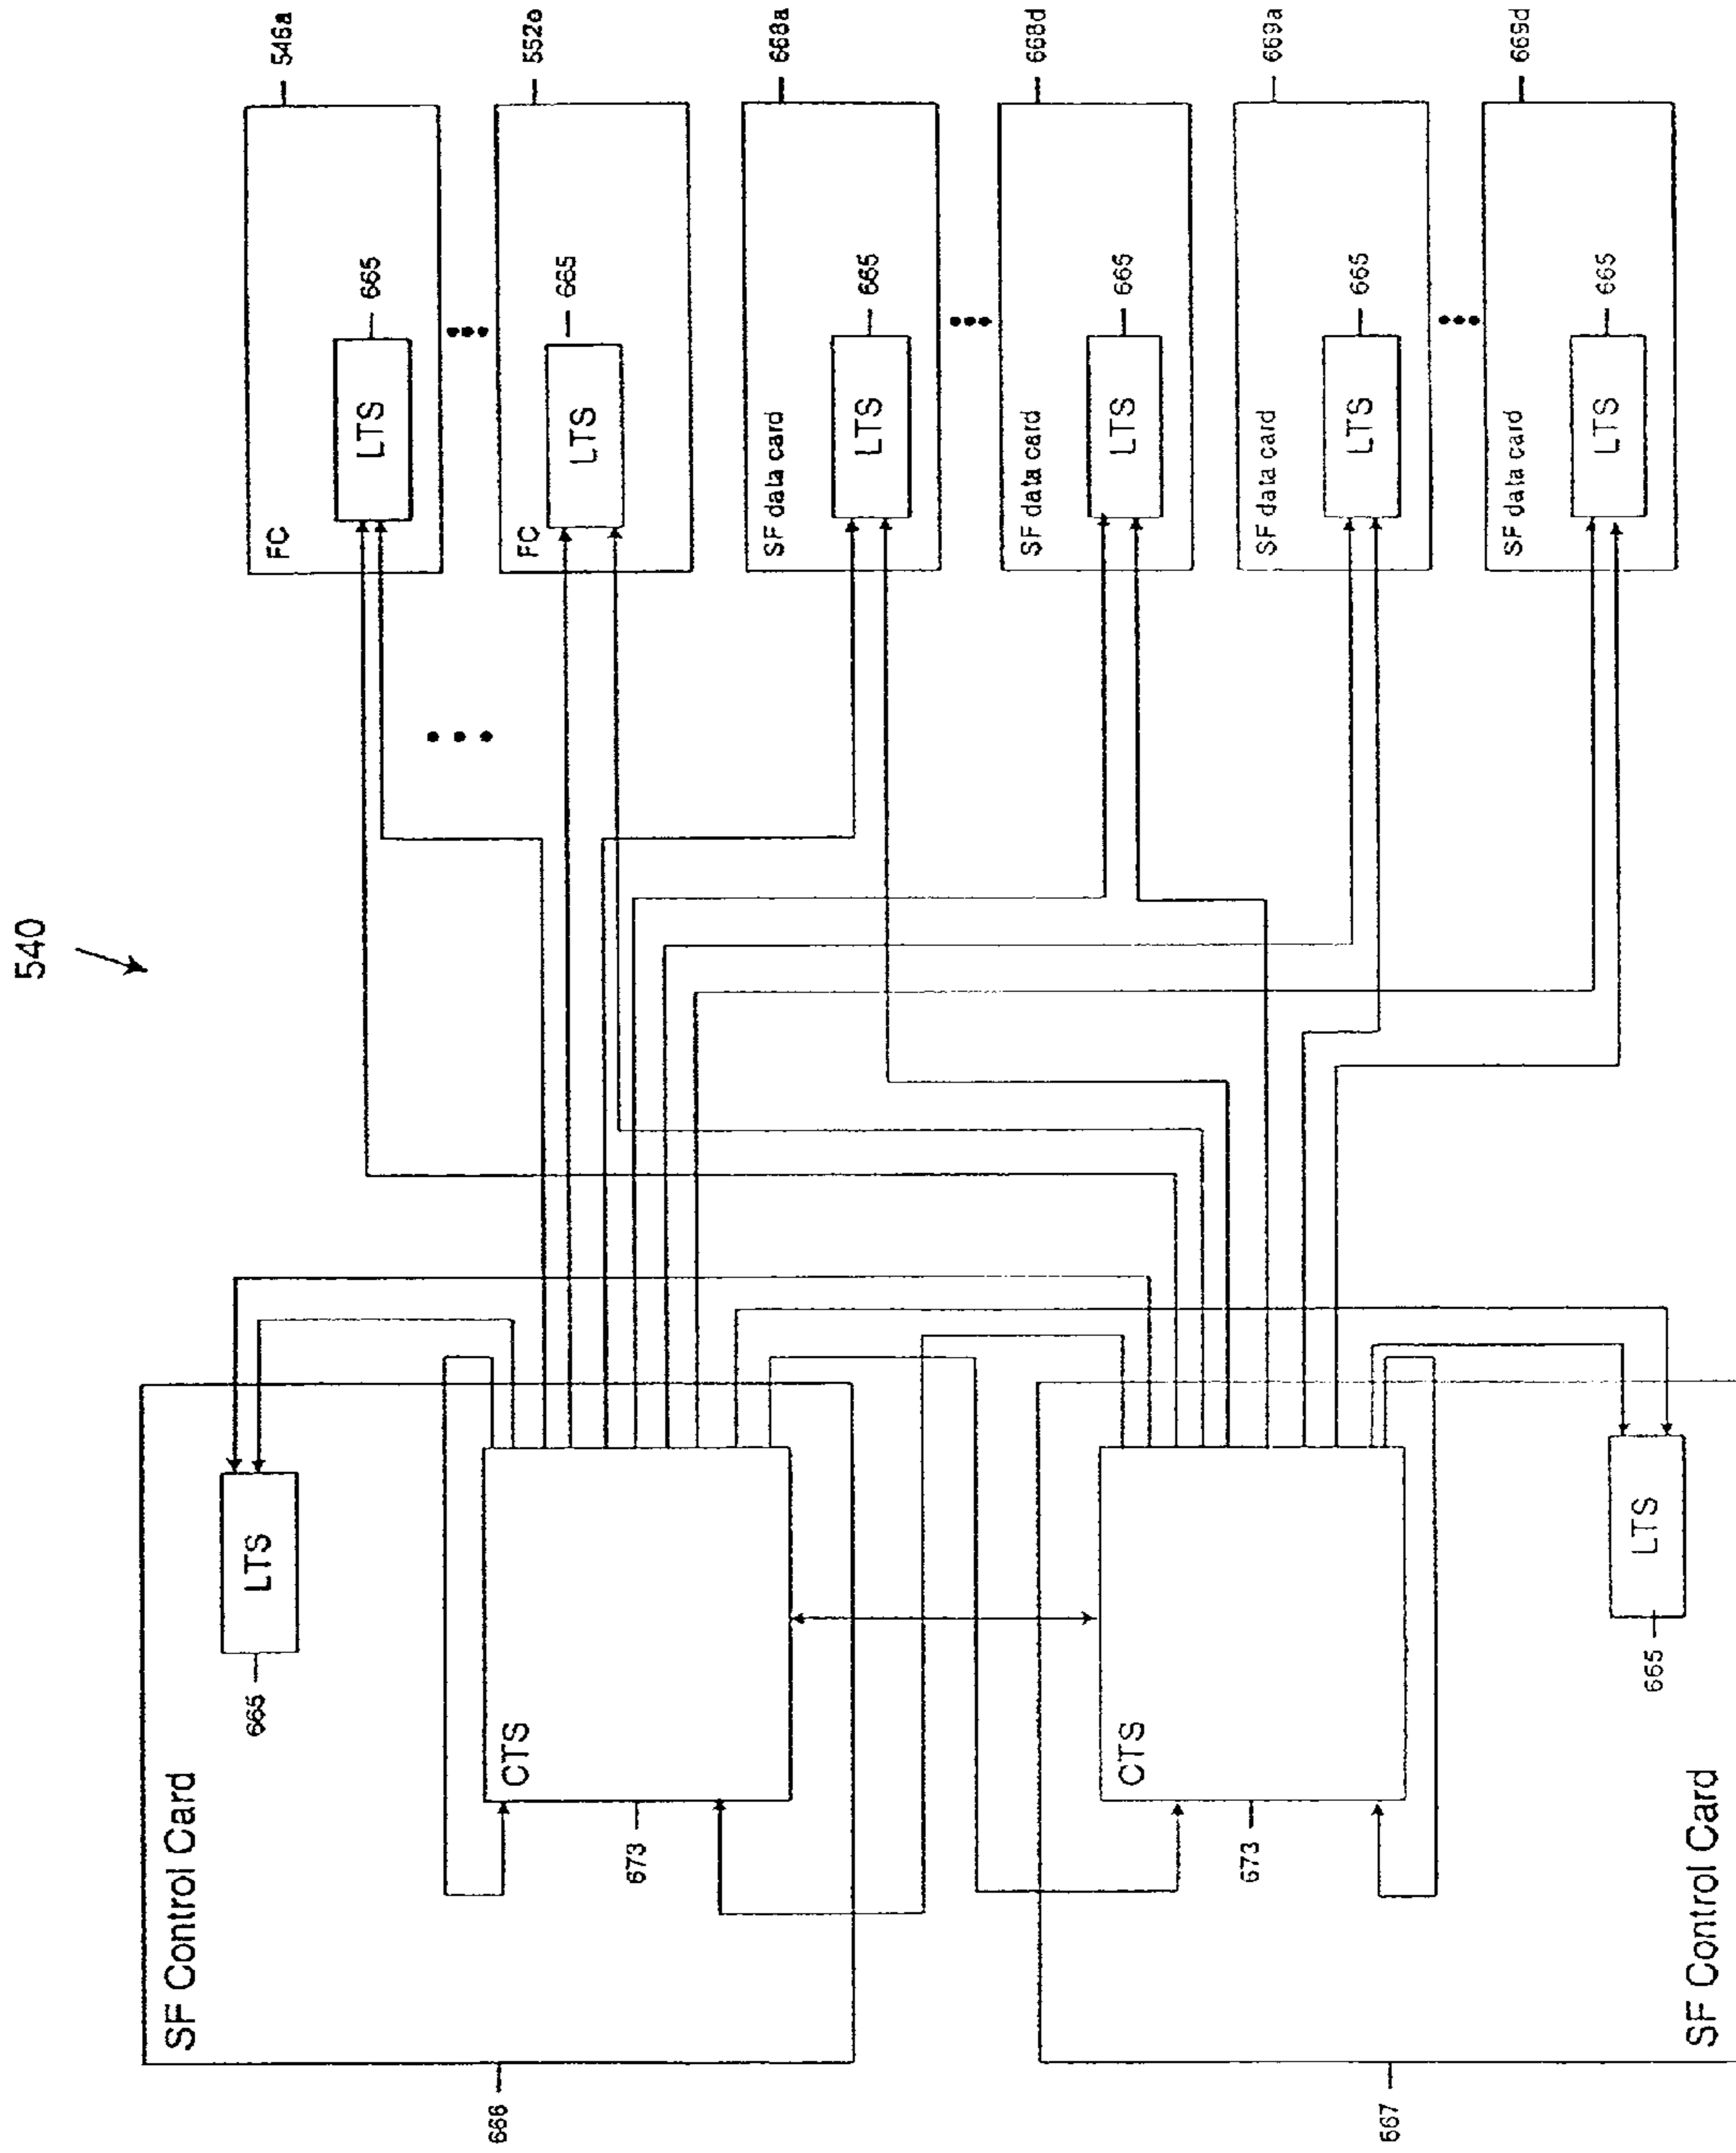 540
SF Control Card
666
LTS
665
CTS
673
SF Control Card
667
CTS
673
LTS
665
FC
LTS
665
546a
FC
LTS
665
552e
SF data card
LTS
665
668a
SF data card
LTS
665
668d
SF data card
LTS
665
669a
SF data card
LTS
665
669d